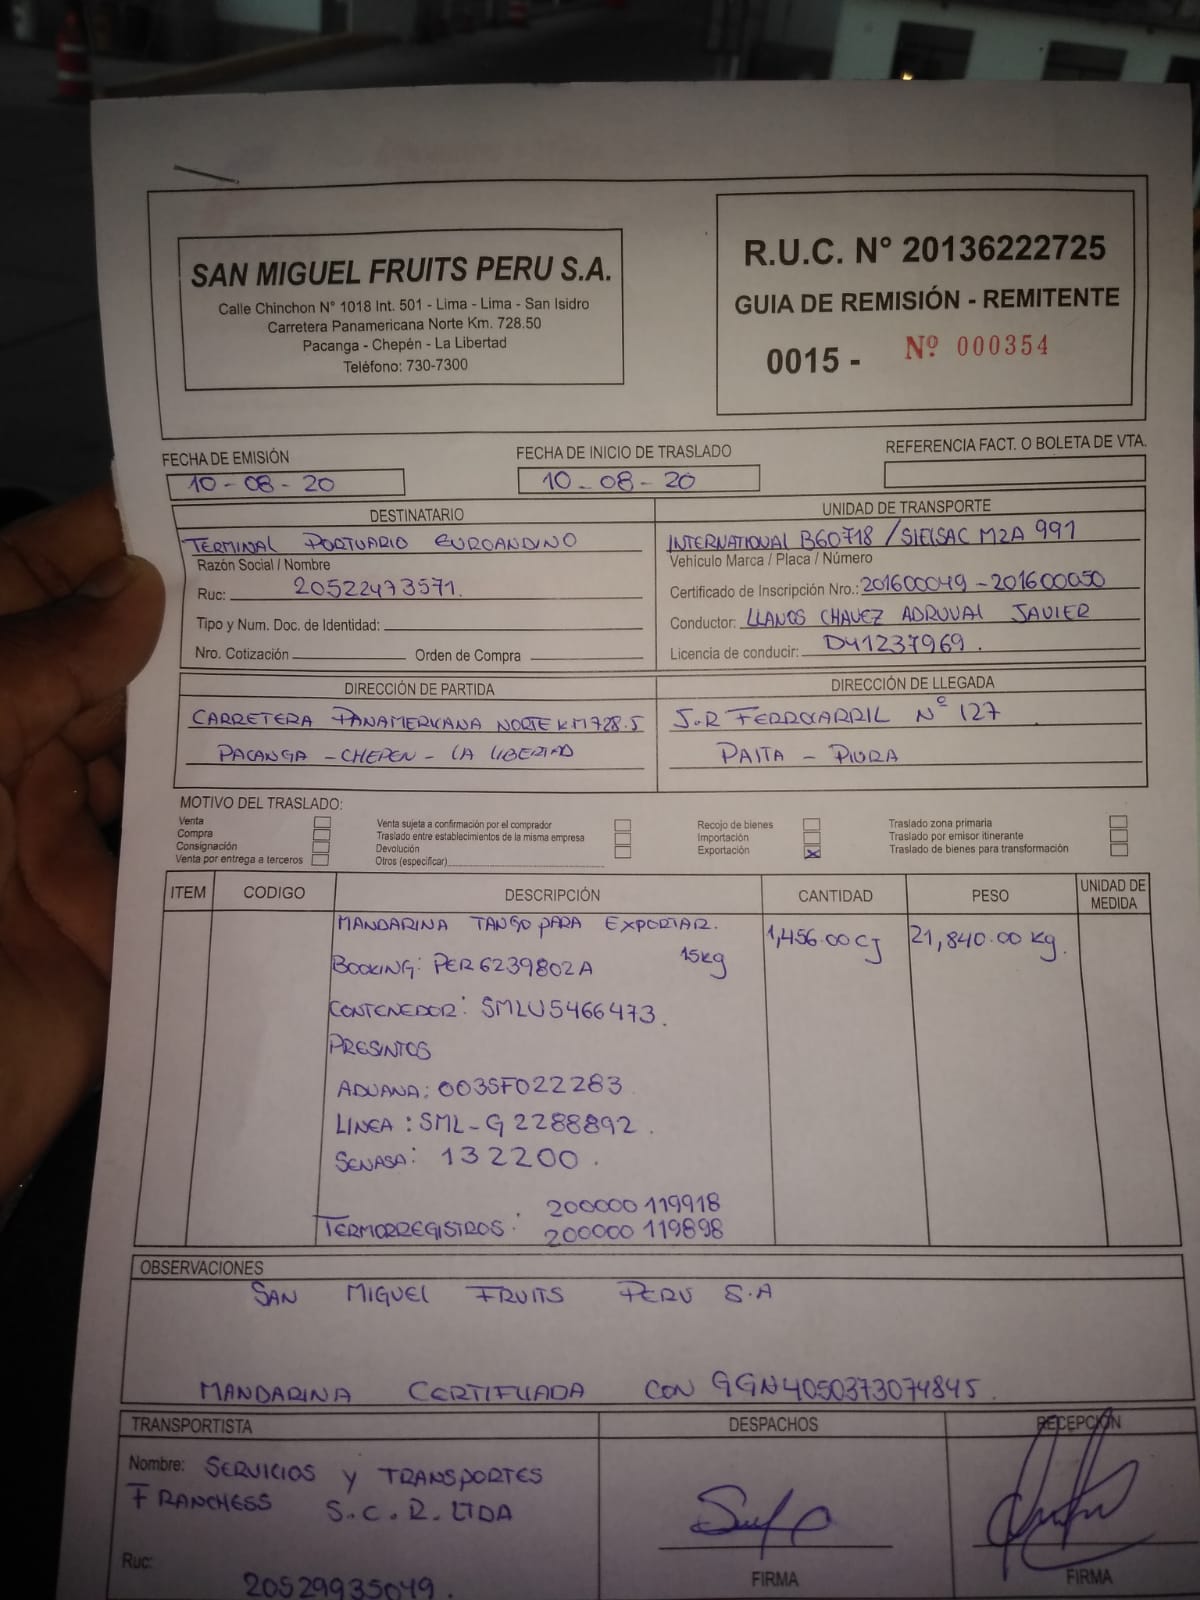 SAN MIGUEL FRUITS PERU S.A.
Calle Chinchon N° 1018 Int. 501 - Lima - Lima - San Isidro
Carretera Panamericana Norte Km. 728.50
Pacanga - Chepén - La Libertad
Teléfono: 730-7300
R.U.C. N° 20136222725
GUIA DE REMISIÓN - REMITENTE
0015 - Nº 000354
FECHA DE EMISIÓN
10-08-20
FECHA DE INICIO DE TRASLADO
10-08-20
REFERENCIA FACT. O BOLETA DE VTA.
DESTINATARIO
TERMINAL PORTUARIO EUROANDINO
Razón Social / Nombre
Ruc: 20522473571.
Tipo y Num. Doc. de Identidad:
Nro. Cotización Orden de Compra
UNIDAD DE TRANSPORTE
INTERNATIONAL B60718 / SIELSAC M2A 991
Vehículo Marca / Placa / Número
Certificado de Inscripción Nro.: 201600049 - 201600050
Conductor: LLANOS CHAVEZ ADRUVAL JAVIER
Licencia de conducir: D41237969.
DIRECCIÓN DE PARTIDA
CARRETERA PANAMERICANA NORTE KM 728.5
PACANGA - CHEPEN - LA LIBERTAD
DIRECCIÓN DE LLEGADA
J.R FERROCARRIL Nº 127
PAITA - PIURA
MOTIVO DEL TRASLADO:
Venta
Compra
Consignación
Venta por entrega a terceros
Venta sujeta a confirmación por el comprador
Traslado entre establecimientos de la misma empresa
Devolución
Otros (especificar)
Recojo de bienes
Importación
Exportación X
Traslado zona primaria
Traslado por emisor itinerante
Traslado de bienes para transformación
ITEM CODIGO DESCRIPCIÓN CANTIDAD PESO UNIDAD DE MEDIDA
MANDARINA TANGO PARA EXPORTAR. 1,456.00 CJ 21,840.00 Kg.
BOOKING: PER6239802A 15kg
CONTENEDOR: SMLU5466473.
PRESINTOS
ADUANA: 0035F022283
LINEA: SML-G2288892.
SENASA: 132200.
TERMORREGISTROS: 200000119918
200000119898
OBSERVACIONES
SAN MIGUEL FRUITS PERU S.A
MANDARINA CERTIFICADA CON GGN4050373074845.
TRANSPORTISTA
Nombre: SERVICIOS Y TRANSPORTES
FRANCHESS S.C.R. LTDA
Ruc:
20529935049.
DESPACHOS
FIRMA
RECEPCIÓN
FIRMA